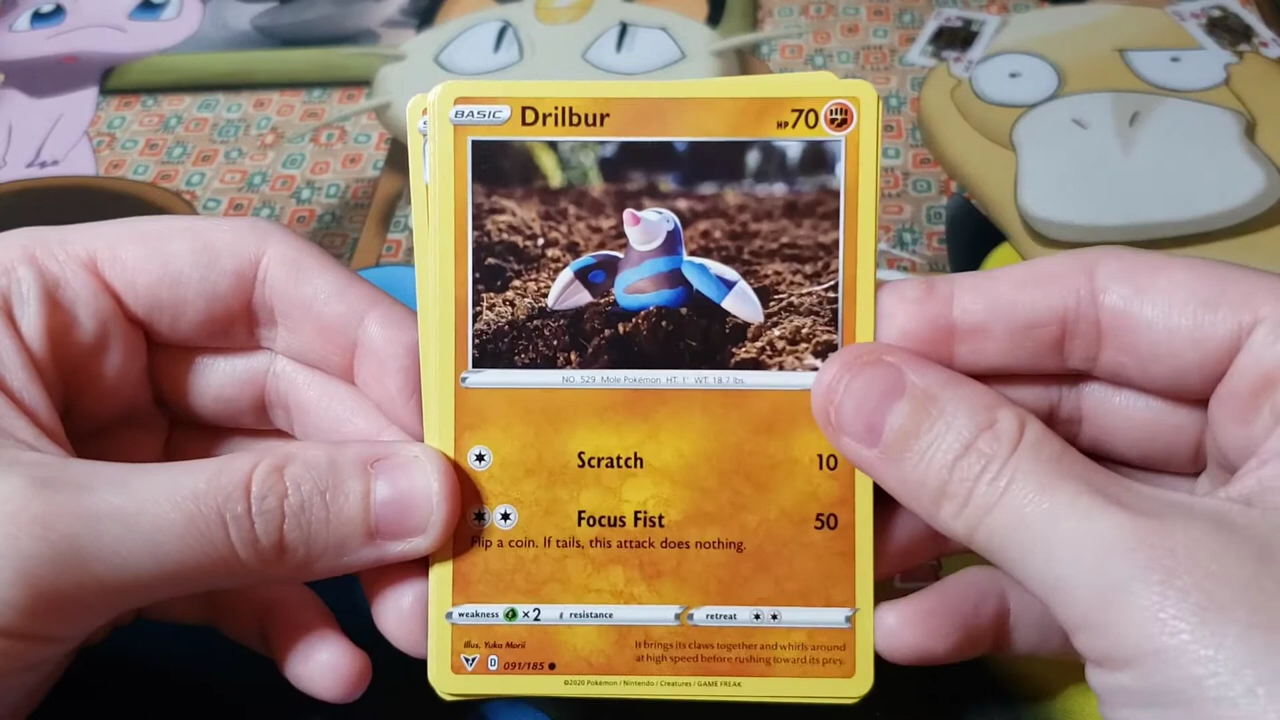 BASIC Drilbur HP 70
NO. 529 Mole Pokémon HT: 1" WT: 18.7 lbs.
Scratch 10
Focus Fist 50
Flip a coin. If tails, this attack does nothing.
weakness ×2 resistance retreat
Illus. Yuka Morii
D 091/185 ●
It brings its claws together and whirls around
at high speed before rushing toward its prey.
©2020 Pokémon / Nintendo / Creatures / GAME FREAK